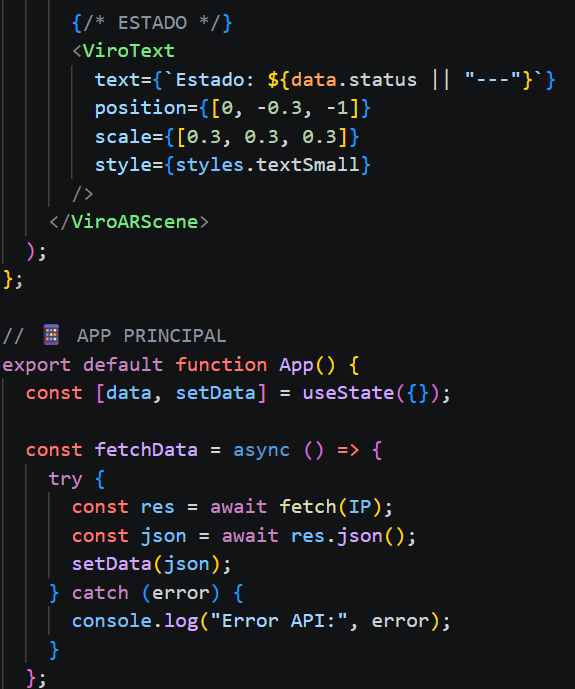 {/* ESTADO */}
<ViroText
text={`Estado: ${data.status || "---"}`}
position={[0, -0.3, -1]}
scale={[0.3, 0.3, 0.3]}
style={styles.textSmall}
/>
</ViroARScene>
);
};
// 📱 APP PRINCIPAL
export default function App() {
const [data, setData] = useState({});
const fetchData = async () => {
try {
const res = await fetch(IP);
const json = await res.json();
setData(json);
} catch (error) {
console.log("Error API:", error);
}
};